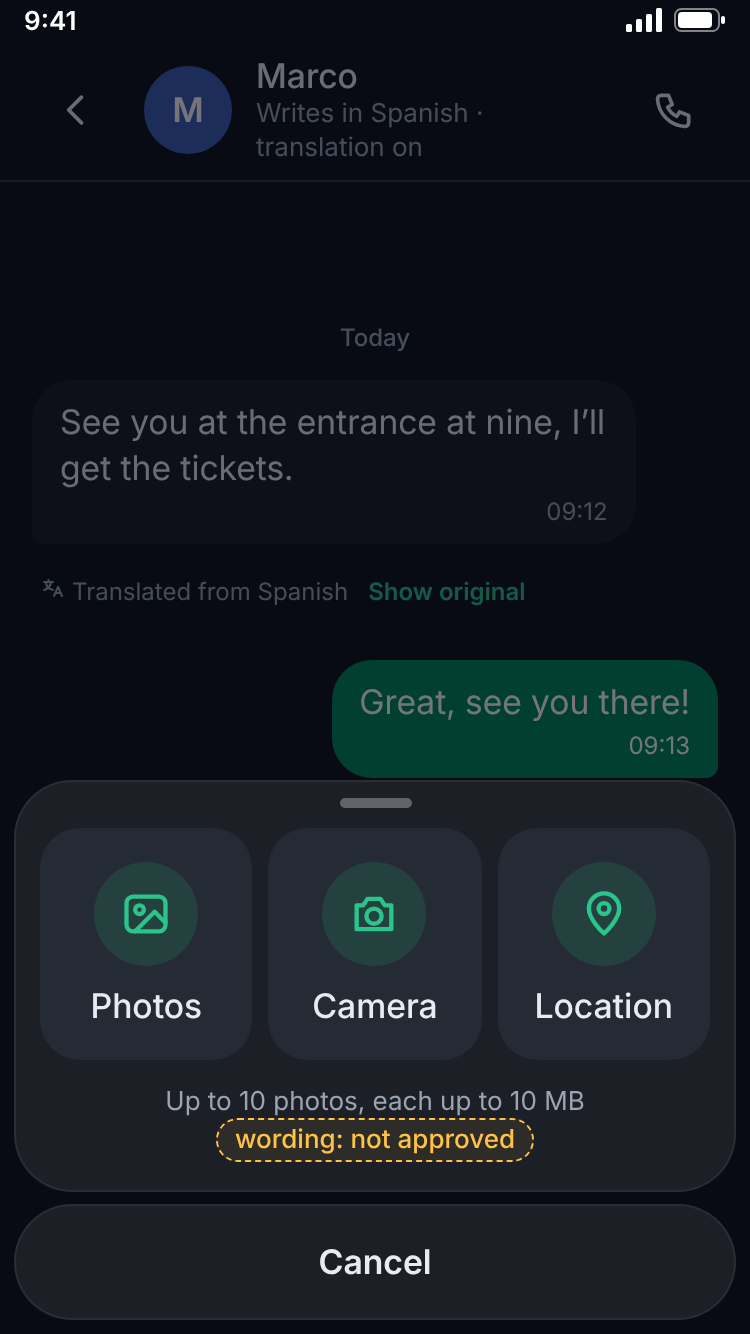 9:41
M
Marco
Writes in Spanish ·
translation on
Today
See you at the entrance at nine, I’ll
get the tickets.
09:12
Translated from Spanish Show original
Great, see you there!
09:13
Photos
Camera
Location
Up to 10 photos, each up to 10 MB
wording: not approved
Cancel